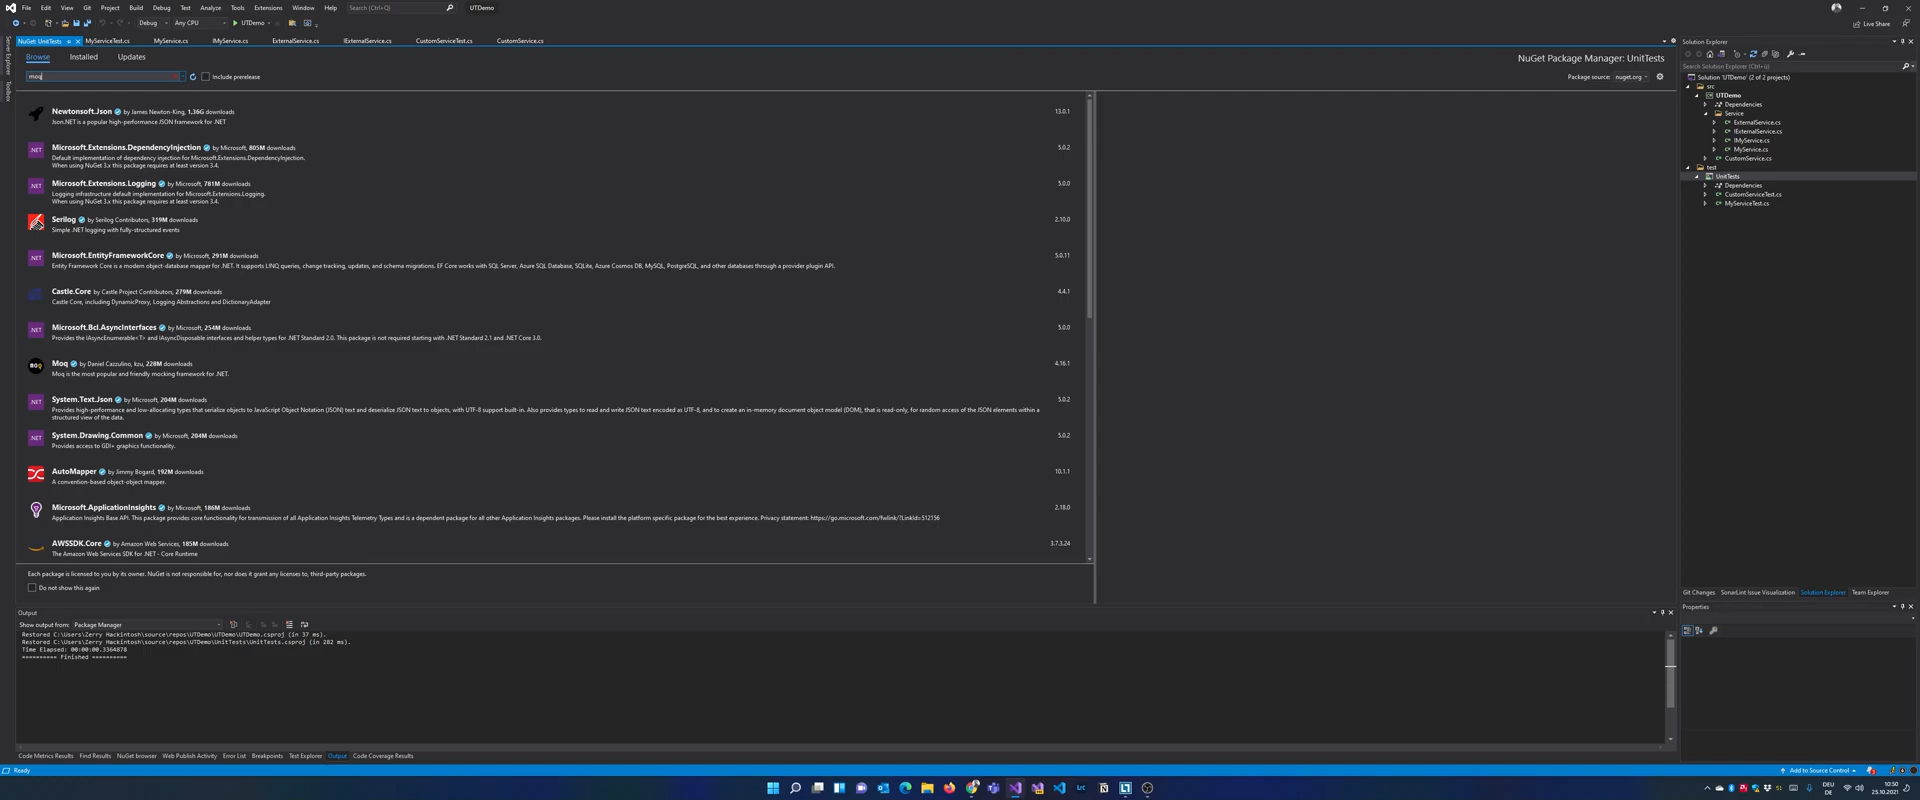 File Edit View Git Project Build Debug Test Analyze Tools Extensions Window Help Search (Ctrl+Q) UTDemo
Debug Any CPU UTDemo Live Share
NuGet: UnitTests MyServiceTest.cs MyService.cs IMyService.cs ExternalService.cs IExternalService.cs CustomServiceTest.cs CustomService.cs
Server Explorer
Toolbox
Browse Installed Updates
NuGet Package Manager: UnitTests
moq
Include prerelease
Package source: nuget.org
Newtonsoft.Json by James Newton-King, 1,36G downloads 13.0.1
Json.NET is a popular high-performance JSON framework for .NET
.NET
Microsoft.Extensions.DependencyInjection by Microsoft, 805M downloads 5.0.2
Default implementation of dependency injection for Microsoft.Extensions.DependencyInjection.
When using NuGet 3.x this package requires at least version 3.4.
.NET
Microsoft.Extensions.Logging by Microsoft, 781M downloads 5.0.0
Logging infrastructure default implementation for Microsoft.Extensions.Logging.
When using NuGet 3.x this package requires at least version 3.4.
Serilog by Serilog Contributors, 319M downloads 2.10.0
Simple .NET logging with fully-structured events
.NET
Microsoft.EntityFrameworkCore by Microsoft, 291M downloads 5.0.11
Entity Framework Core is a modern object-database mapper for .NET. It supports LINQ queries, change tracking, updates, and schema migrations. EF Core works with SQL Server, Azure SQL Database, SQLite, Azure Cosmos DB, MySQL, PostgreSQL, and other databases through a provider plugin API.
Castle.Core by Castle Project Contributors, 279M downloads 4.4.1
Castle Core, including DynamicProxy, Logging Abstractions and DictionaryAdapter
.NET
Microsoft.Bcl.AsyncInterfaces by Microsoft, 254M downloads 5.0.0
Provides the IAsyncEnumerable<T> and IAsyncDisposable interfaces and helper types for .NET Standard 2.0. This package is not required starting with .NET Standard 2.1 and .NET Core 3.0.
MOQ
Moq by Daniel Cazzulino, kzu, 228M downloads 4.16.1
Moq is the most popular and friendly mocking framework for .NET.
.NET
System.Text.Json by Microsoft, 204M downloads 5.0.2
Provides high-performance and low-allocating types that serialize objects to JavaScript Object Notation (JSON) text and deserialize JSON text to objects, with UTF-8 support built-in. Also provides types to read and write JSON text encoded as UTF-8, and to create an in-memory document object model (DOM), that is read-only, for random access of the JSON elements within a
structured view of the data.
.NET
System.Drawing.Common by Microsoft, 204M downloads 5.0.2
Provides access to GDI+ graphics functionality.
AutoMapper by Jimmy Bogard, 192M downloads 10.1.1
A convention-based object-object mapper.
Microsoft.ApplicationInsights by Microsoft, 186M downloads 2.18.0
Application Insights Base API. This package provides core functionality for transmission of all Application Insights Telemetry Types and is a dependent package for all other Application Insights packages. Please install the platform specific package for the best experience. Privacy statement: https://go.microsoft.com/fwlink/?LinkId=512156
AWSSDK.Core by Amazon Web Services, 185M downloads 3.7.3.24
The Amazon Web Services SDK for .NET - Core Runtime
Each package is licensed to you by its owner. NuGet is not responsible for, nor does it grant any licenses to, third-party packages.
Do not show this again
Output
Show output from: Package Manager
Restored C:\Users\Zerry Hackintosh\source\repos\UTDemo\UTDemo\UTDemo.csproj (in 37 ms).
Restored C:\Users\Zerry Hackintosh\source\repos\UTDemo\UnitTests\UnitTests.csproj (in 282 ms).
Time Elapsed: 00:00:00.3364878
========== Finished ==========
Code Metrics Results Find Results NuGet browser Web Publish Activity Error List Breakpoints Test Explorer Output Code Coverage Results
Solution Explorer
Search Solution Explorer (Ctrl+ü)
Solution 'UTDemo' (2 of 2 projects)
src
UTDemo
Dependencies
Service
ExternalService.cs
IExternalService.cs
IMyService.cs
MyService.cs
CustomService.cs
test
UnitTests
Dependencies
CustomServiceTest.cs
MyServiceTest.cs
Git Changes SonarLint Issue Visualization Solution Explorer Team Explorer
Properties
Ready Add to Source Control
DEU
DE
10:50
25.10.2021